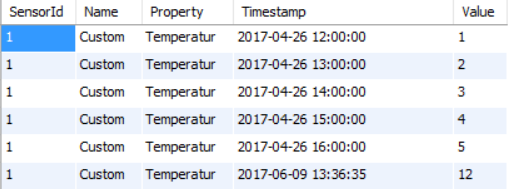 SensorId Name Property Timestamp Value
1 Custom Temperatur 2017-04-26 12:00:00 1
1 Custom Temperatur 2017-04-26 13:00:00 2
1 Custom Temperatur 2017-04-26 14:00:00 3
1 Custom Temperatur 2017-04-26 15:00:00 4
1 Custom Temperatur 2017-04-26 16:00:00 5
1 Custom Temperatur 2017-06-09 13:36:35 12